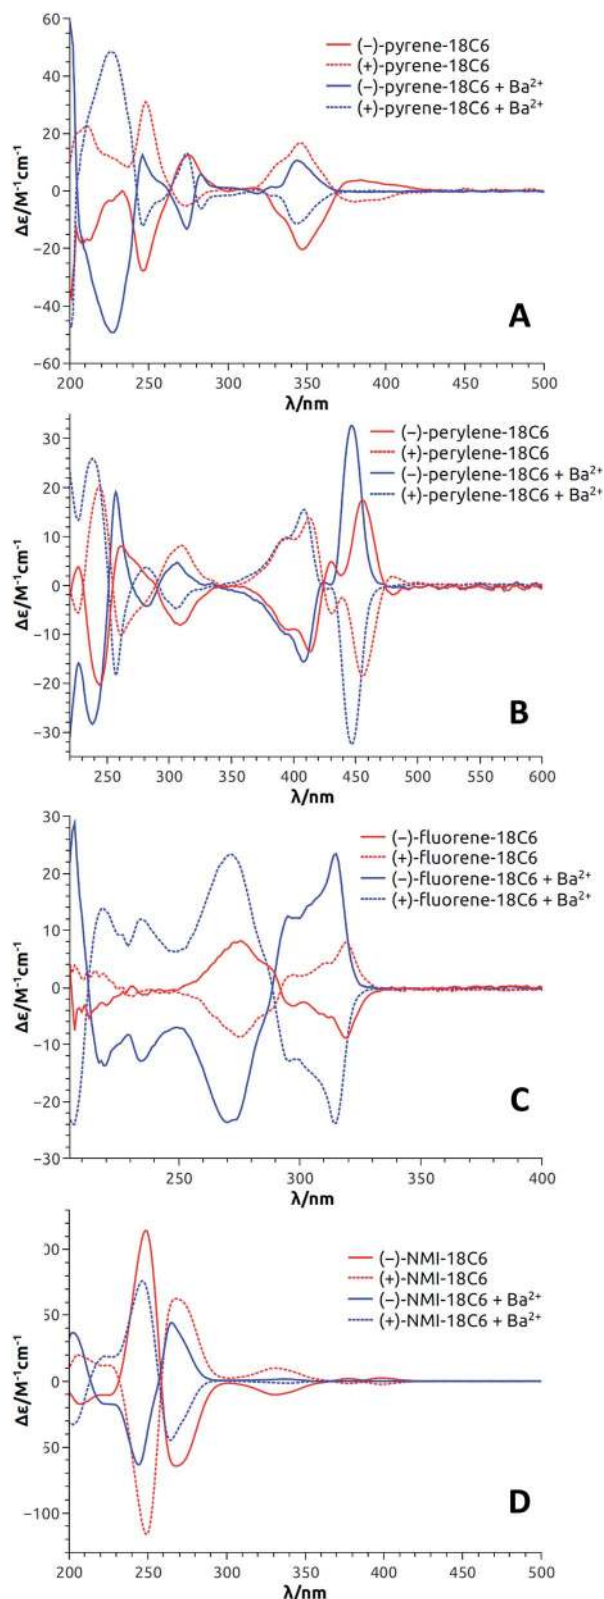 60
40
20
0
−20
−40
−60
Δε/M⁻¹cm⁻¹
(−)-pyrene-18C6
(+)-pyrene-18C6
(−)-pyrene-18C6 + Ba²⁺
(+)-pyrene-18C6 + Ba²⁺
A
200 250 300 350 400 450 500
λ/nm
30
20
10
0
−10
−20
−30
Δε/M⁻¹cm⁻¹
(−)-perylene-18C6
(+)-perylene-18C6
(−)-perylene-18C6 + Ba²⁺
(+)-perylene-18C6 + Ba²⁺
B
250 300 350 400 450 500 550 600
λ/nm
30
20
10
0
−10
−20
−30
Δε/M⁻¹cm⁻¹
(−)-fluorene-18C6
(+)-fluorene-18C6
(−)-fluorene-18C6 + Ba²⁺
(+)-fluorene-18C6 + Ba²⁺
C
250 300 350 400
λ/nm
00
50
0
50
−100
Δε/M⁻¹cm⁻¹
(−)-NMI-18C6
(+)-NMI-18C6
(−)-NMI-18C6 + Ba²⁺
(+)-NMI-18C6 + Ba²⁺
D
200 250 300 350 400 450 500
λ/nm